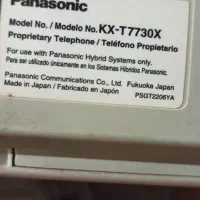 Panasonic
Model No. / Modelo No. KX-T7730X
Proprietary Telephone / Teléfono Propietario
For use with Panasonic Hybrid Systems only.
Para ser utilizado únicamente en los Sistemas Híbridos Panasonic.
Panasonic Communications Co., Ltd. Fukuoka Japan
Made in Japan / Fabricado en Japón PSGT2206YA